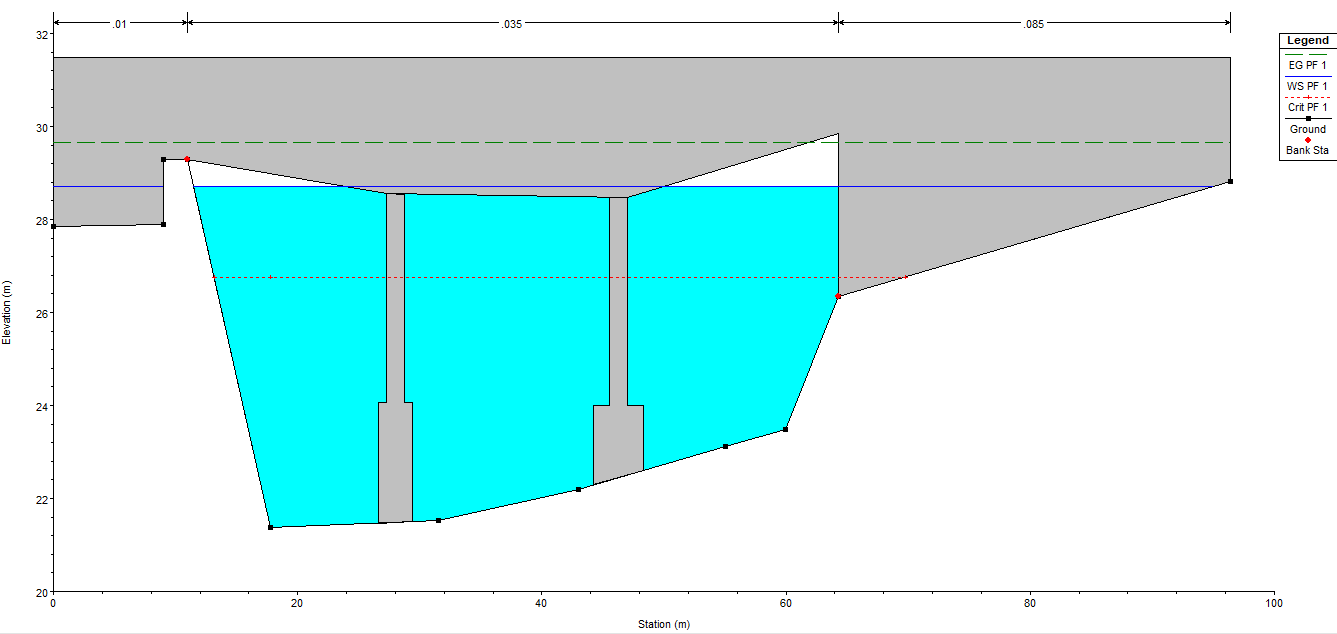 .01
.035
.085
Legend
EG PF 1
WS PF 1
Crit PF 1
Ground
Bank Sta
32
30
28
26
24
22
20
Elevation (m)
0
20
40
60
80
100
Station (m)